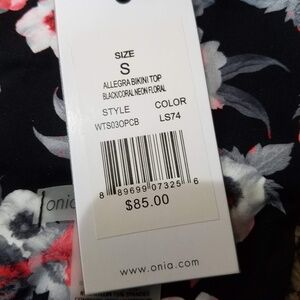 SIZE
S
ALLEGRA BIKINI TOP
BLACK/CORAL NEON FLORAL
STYLE COLOR
WTS03OPCB LS74
8 89699 07325 6
$85.00
www.onia.com
onia